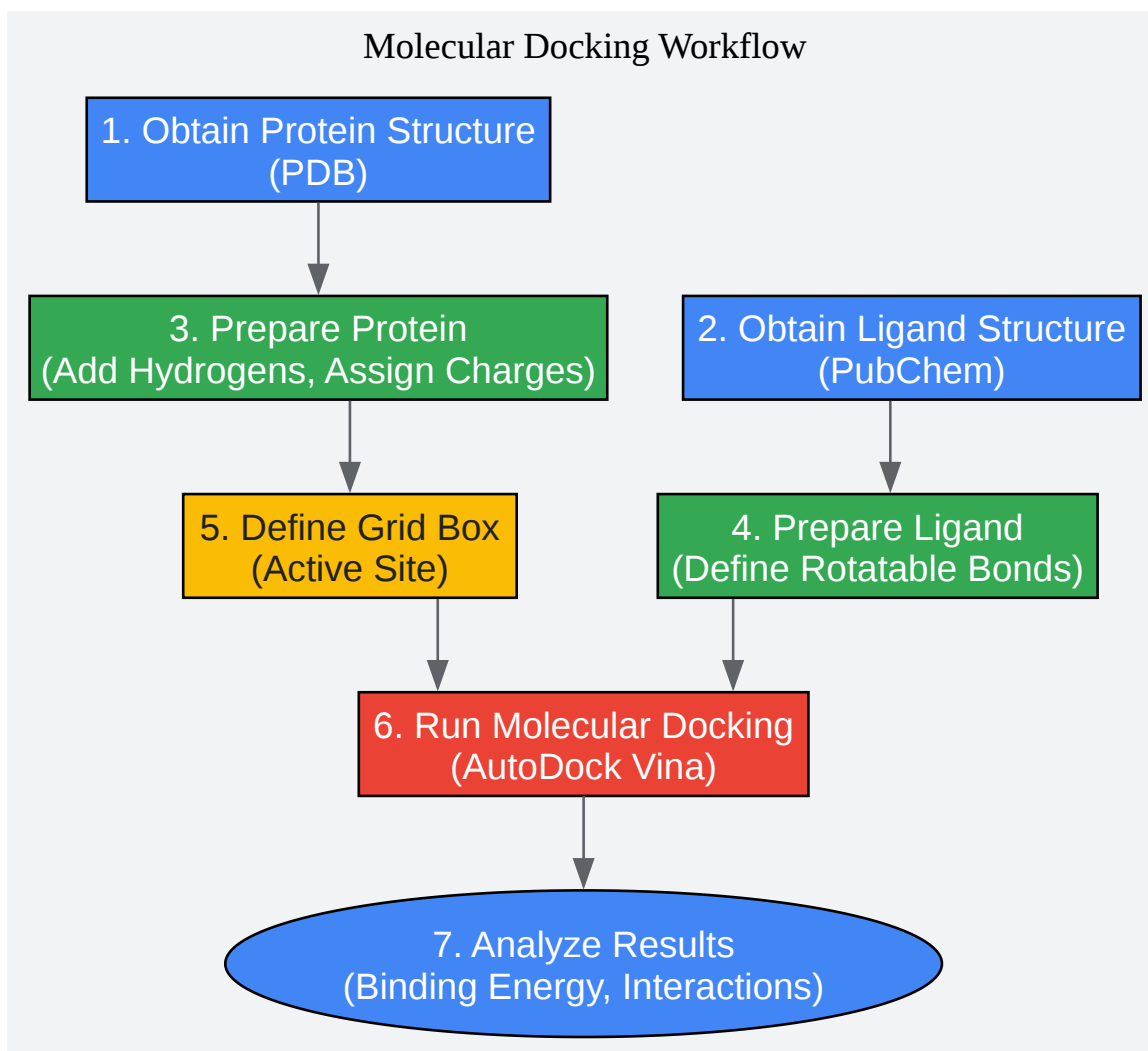 Molecular Docking Workflow
1. Obtain Protein Structure
(PDB)
3. Prepare Protein
(Add Hydrogens, Assign Charges)
2. Obtain Ligand Structure
(PubChem)
5. Define Grid Box
(Active Site)
4. Prepare Ligand
(Define Rotatable Bonds)
6. Run Molecular Docking
(AutoDock Vina)
7. Analyze Results
(Binding Energy, Interactions)